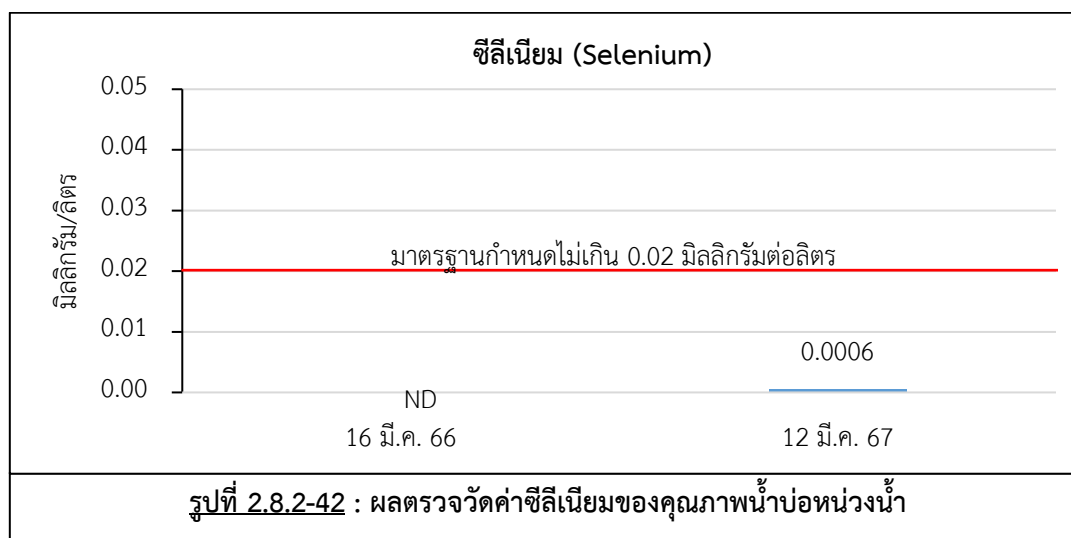 ซีลีเนียม (Selenium)
0.05
0.04
0.03
0.02
0.01
0.00
มิลลิกรัม/ลิตร
มาตรฐานกำหนดไม่เกิน 0.02 มิลลิกรัมต่อลิตร
ND
0.0006
16 มี.ค. 66
12 มี.ค. 67
รูปที่ 2.8.2-42 : ผลตรวจวัดค่าซีลีเนียมของคุณภาพน้ำบ่อหน่วงน้ำ